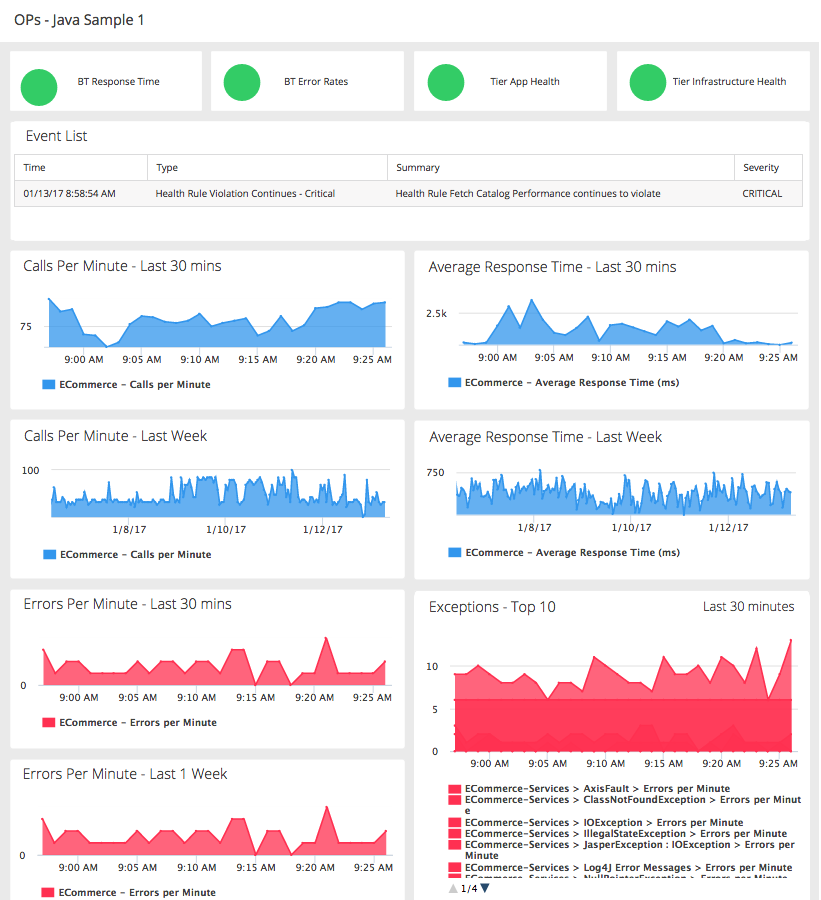 OPs - Java Sample 1
BT Response Time
BT Error Rates
Tier App Health
Tier Infrastructure Health
Event List
Time Type Summary Severity
01/13/17 8:58:54 AM Health Rule Violation Continues - Critical Health Rule Fetch Catalog Performance continues to violate CRITICAL
Calls Per Minute - Last 30 mins
75
9:00 AM 9:05 AM 9:10 AM 9:15 AM 9:20 AM 9:25 AM
ECommerce – Calls per Minute
Average Response Time - Last 30 mins
2.5k
9:00 AM 9:05 AM 9:10 AM 9:15 AM 9:20 AM 9:25 AM
ECommerce – Average Response Time (ms)
Calls Per Minute - Last Week
100
1/8/17 1/10/17 1/12/17
ECommerce – Calls per Minute
Average Response Time - Last Week
750
1/8/17 1/10/17 1/12/17
ECommerce – Average Response Time (ms)
Errors Per Minute - Last 30 mins
0
9:00 AM 9:05 AM 9:10 AM 9:15 AM 9:20 AM 9:25 AM
ECommerce – Errors per Minute
Errors Per Minute - Last 1 Week
0
9:00 AM 9:05 AM 9:10 AM 9:15 AM 9:20 AM 9:25 AM
ECommerce – Errors per Minute
Exceptions - Top 10 Last 30 minutes
10
5
0
9:00 AM 9:05 AM 9:10 AM 9:15 AM 9:20 AM 9:25 AM
ECommerce–Services > AxisFault > Errors per Minute
ECommerce–Services > ClassNotFoundException > Errors per Minut
e
ECommerce–Services > IOException > Errors per Minute
ECommerce–Services > IllegalStateException > Errors per Minute
ECommerce–Services > JasperException : IOException > Errors per
Minute
ECommerce–Services > Log4J Error Messages > Errors per Minute
ECommerce–Services > NullPointerException > Errors per Minute
1/4